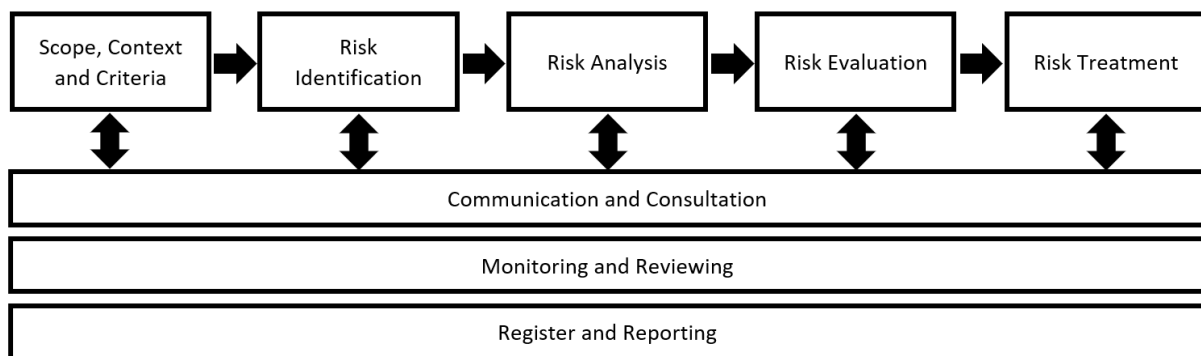 Scope, Context
and Criteria
Risk
Identification
Risk Analysis
Risk Evaluation
Risk Treatment
Communication and Consultation
Monitoring and Reviewing
Register and Reporting